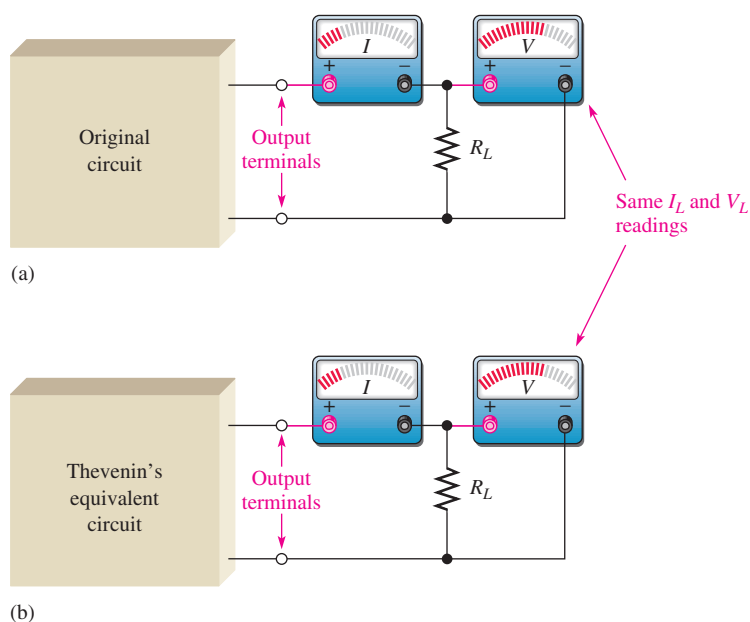 I
V
+
−
+
−
Original
circuit
Output
terminals
R_L
Same I_L and V_L
readings
(a)
I
V
+
−
+
−
Thevenin's
equivalent
circuit
Output
terminals
R_L
(b)